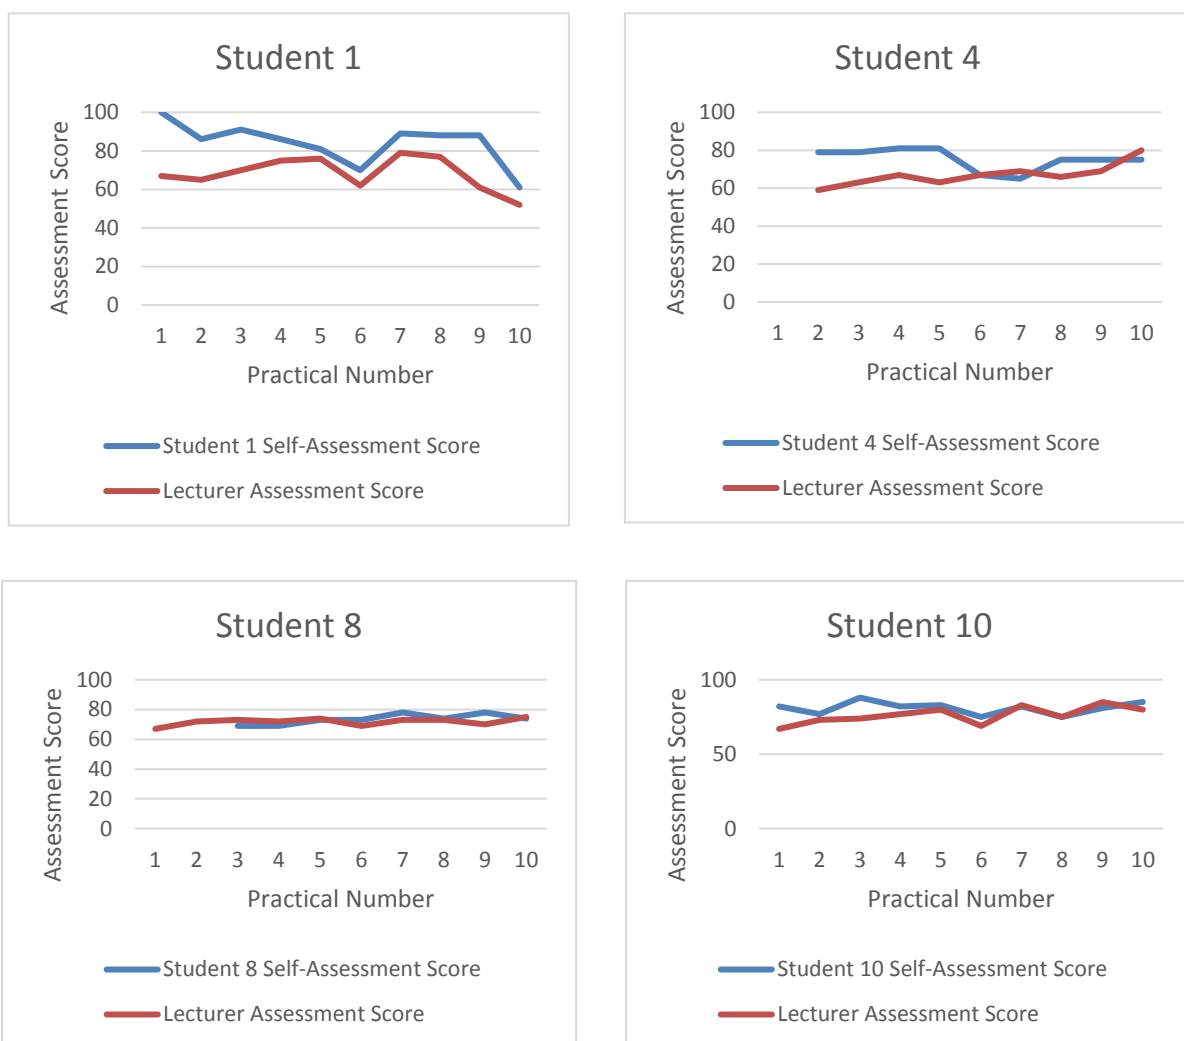 Student 1
100
80
60
40
20
0
Assessment Score
1 2 3 4 5 6 7 8 9 10
Practical Number
Student 1 Self-Assessment Score
Lecturer Assessment Score
Student 4
100
80
60
40
20
0
Assessment Score
1 2 3 4 5 6 7 8 9 10
Practical Number
Student 4 Self-Assessment Score
Lecturer Assessment Score
Student 8
100
80
60
40
20
0
Assessment Score
1 2 3 4 5 6 7 8 9 10
Practical Number
Student 8 Self-Assessment Score
Lecturer Assessment Score
Student 10
100
50
0
Assessment Score
1 2 3 4 5 6 7 8 9 10
Practical Number
Student 10 Self-Assessment Score
Lecturer Assessment Score